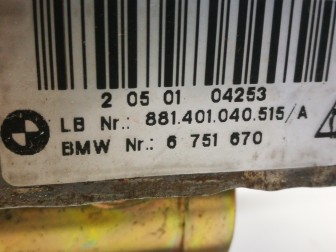 2 05 01 04253
LB Nr.: 881.401.040.515/A
BMW Nr.: 6 751 670